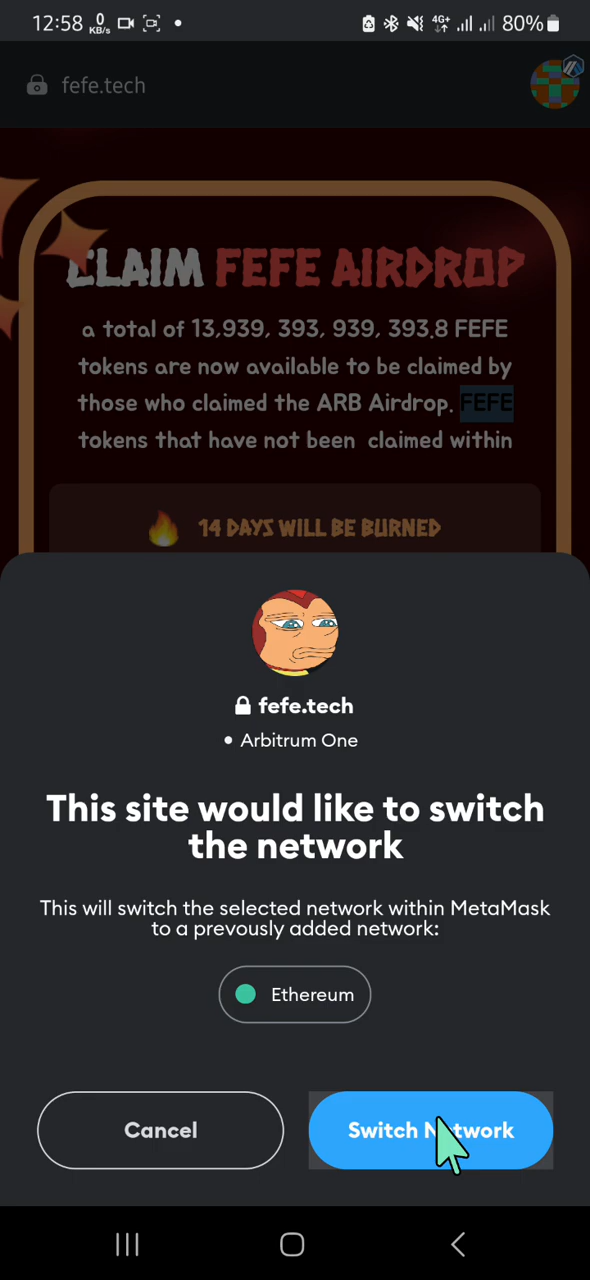 12:58 0 KB/s 4G+ 80%
fefe.tech
CLAIM FEFE AIRDROP
a total of 13,939, 393, 939, 393.8 FEFE
tokens are now available to be claimed by
those who claimed the ARB Airdrop. FEFE
tokens that have not been claimed within
14 DAYS WILL BE BURNED
fefe.tech
• Arbitrum One
This site would like to switch
the network
This will switch the selected network within MetaMask
to a prevously added network:
Ethereum
Cancel
Switch Network